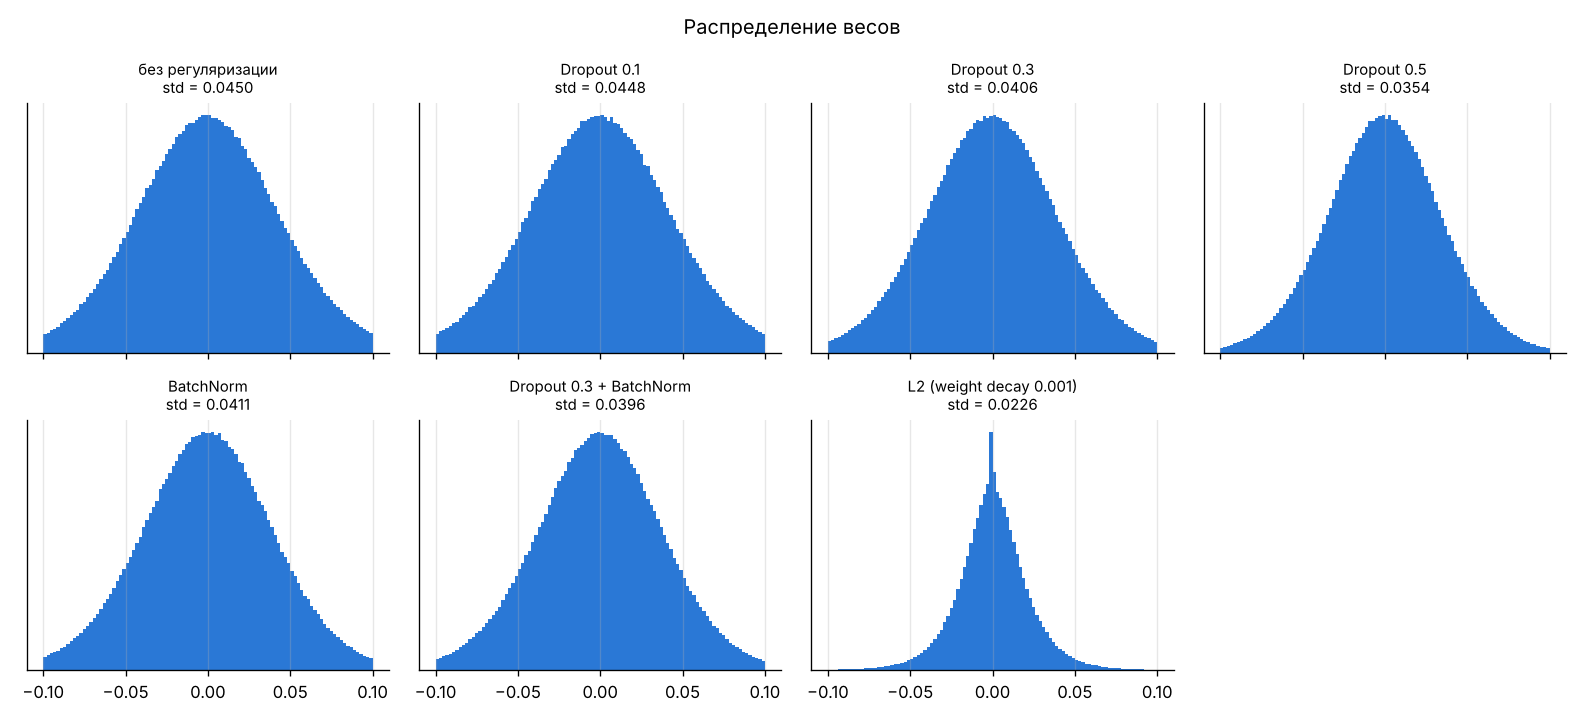 Распределение весов
без регуляризации
std = 0.0450
Dropout 0.1
std = 0.0448
Dropout 0.3
std = 0.0406
Dropout 0.5
std = 0.0354
BatchNorm
std = 0.0411
Dropout 0.3 + BatchNorm
std = 0.0396
L2 (weight decay 0.001)
std = 0.0226
−0.10 −0.05 0.00 0.05 0.10
−0.10 −0.05 0.00 0.05 0.10
−0.10 −0.05 0.00 0.05 0.10